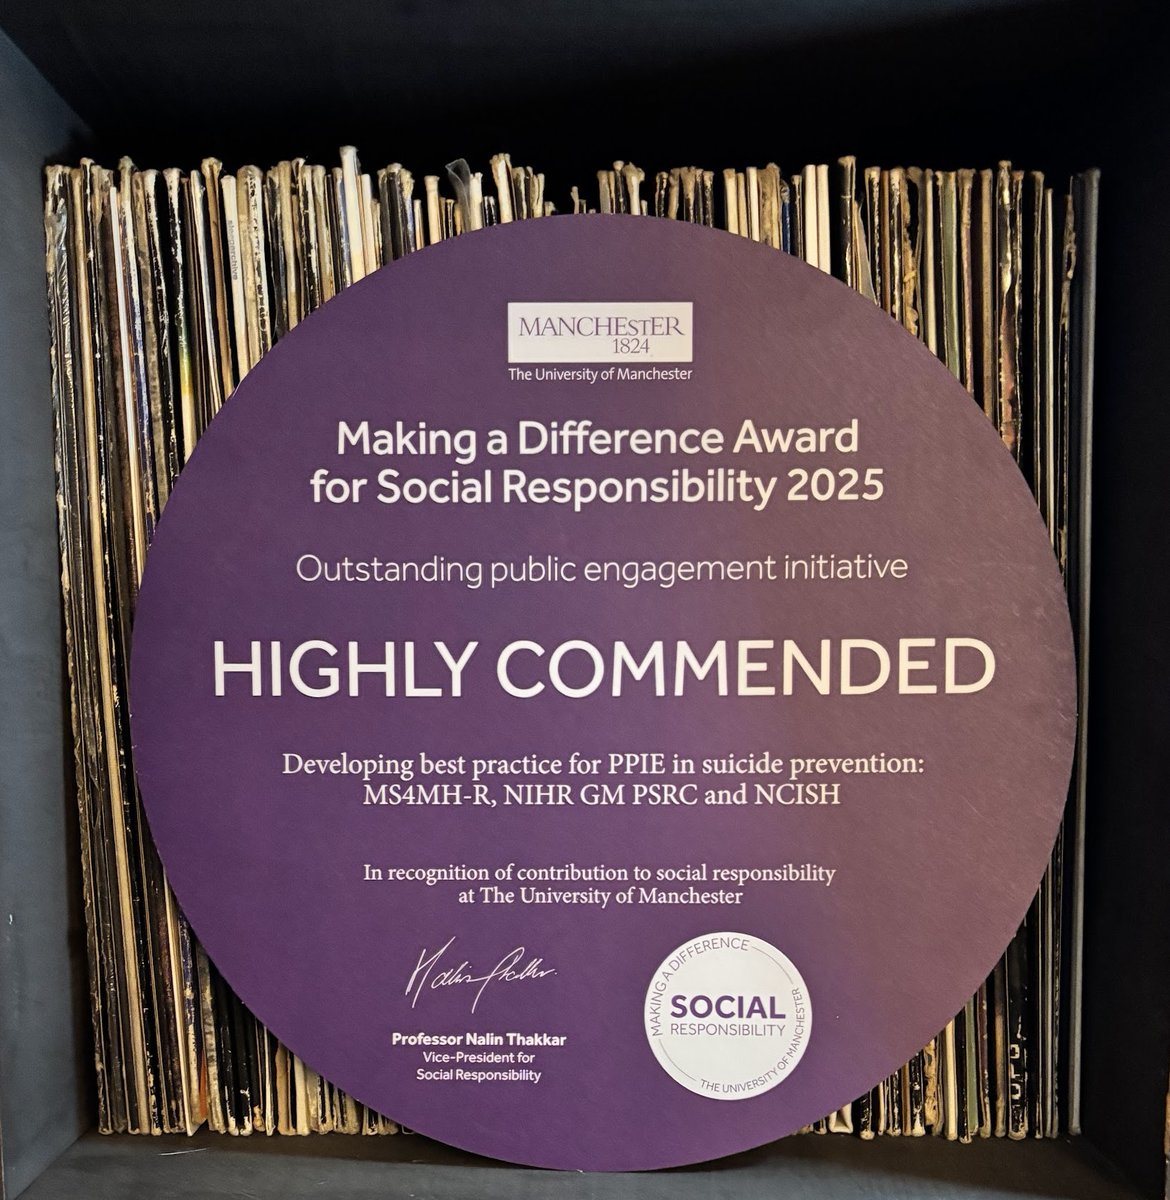 MANCHESTER
1824
The University of Manchester
Making a Difference Award
for Social Responsibility 2025
Outstanding public engagement initiative
HIGHLY COMMENDED
Developing best practice for PPIE in suicide prevention:
MS4MH-R, NIHR GM PSRC and NCISH
In recognition of contribution to social responsibility
at The University of Manchester
Professor Nalin Thakkar
Vice-President for
Social Responsibility
MAKING A DIFFERENCE
SOCIAL
RESPONSIBILITY
THE UNIVERSITY OF MANCHESTER